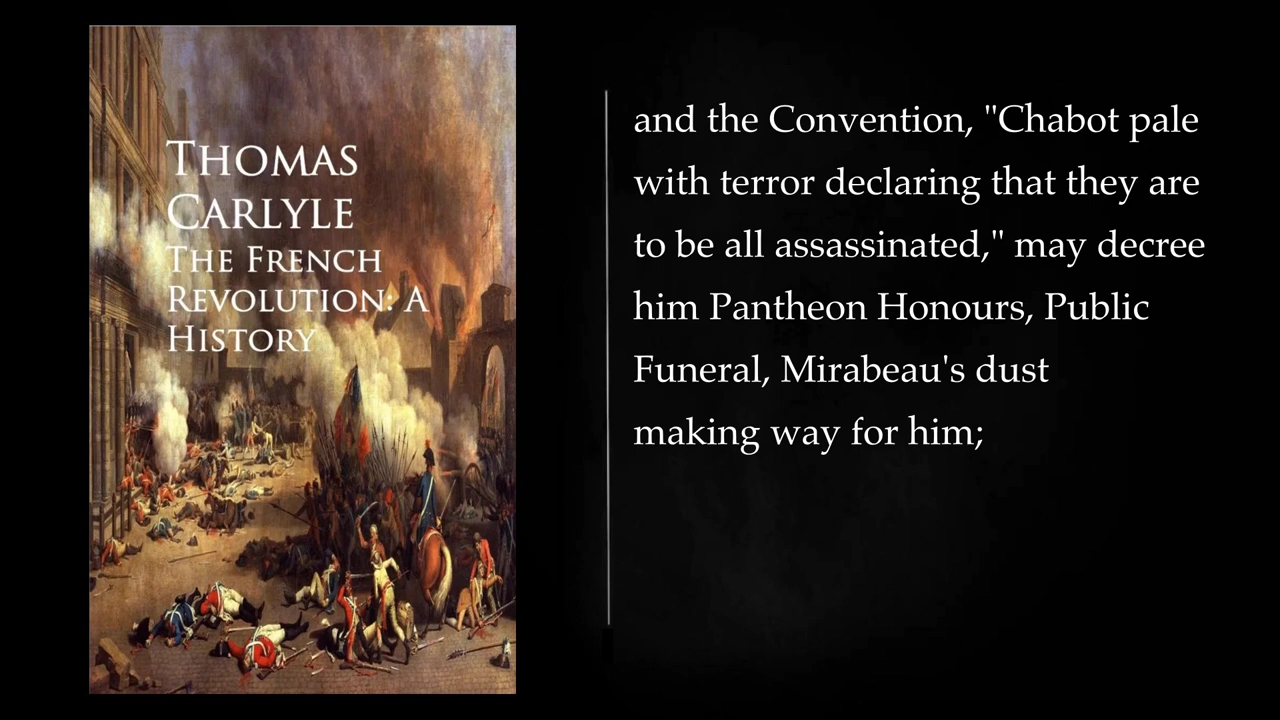 THOMAS
CARLYLE
THE FRENCH
REVOLUTION: A
HISTORY
and the Convention, "Chabot pale
with terror declaring that they are
to be all assassinated," may decree
him Pantheon Honours, Public
Funeral, Mirabeau's dust
making way for him;